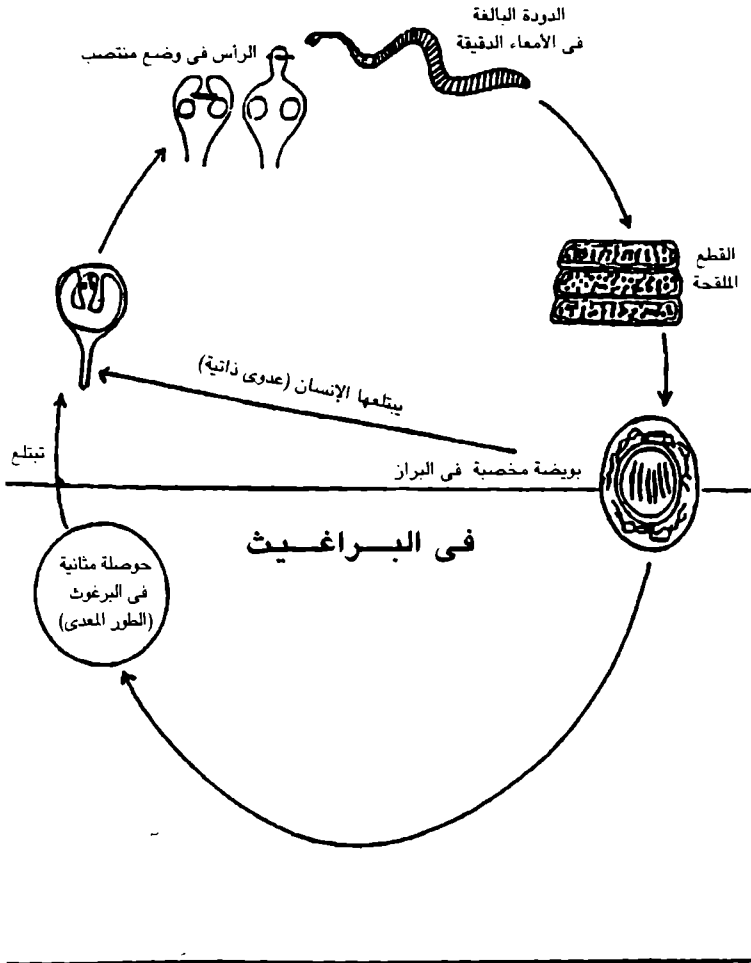 الدودة البالغة
فى الأمعاء الدقيقة
الرأس فى وضع منتصب
القطع
الملقحة
يبتلعها الإنسان (عدوى ذاتية)
تبتلع
بويضة مخصبة فى البراز
فى البراغيث
حوصلة مثانية
فى البرغوث
(الطور المعدى)